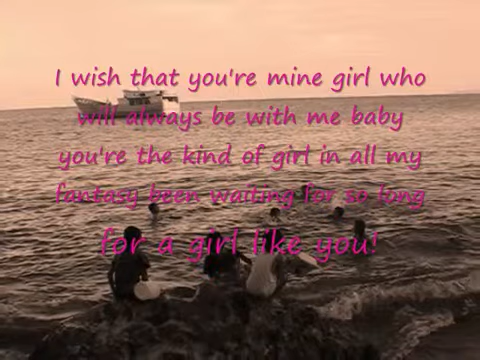 I wish that you're mine girl who
will always be with me baby
you're the kind of girl in all my
fantasy been waiting for so long
for a girl like you!